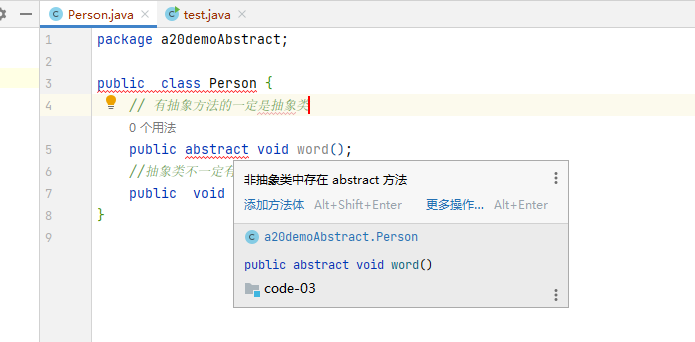 Person.java
test.java
1 package a20demoAbstract;
2
3 public class Person {
4 // 有抽象方法的一定是抽象类
0 个用法
5 public abstract void word();
6 //抽象类不一定有
7 public void
8 }
9
非抽象类中存在 abstract 方法
添加方法体 Alt+Shift+Enter 更多操作... Alt+Enter
a20demoAbstract.Person
public abstract void word()
code-03